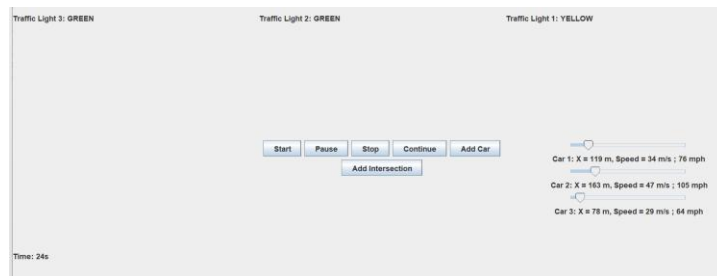 Traffic Light 3: GREEN
Traffic Light 2: GREEN
Traffic Light 1: YELLOW
Start
Pause
Stop
Continue
Add Car
Add Intersection
Car 1: X = 119 m, Speed = 34 m/s ; 76 mph
Car 2: X = 163 m, Speed = 47 m/s ; 105 mph
Car 3: X = 78 m, Speed = 29 m/s ; 64 mph
Time: 24s